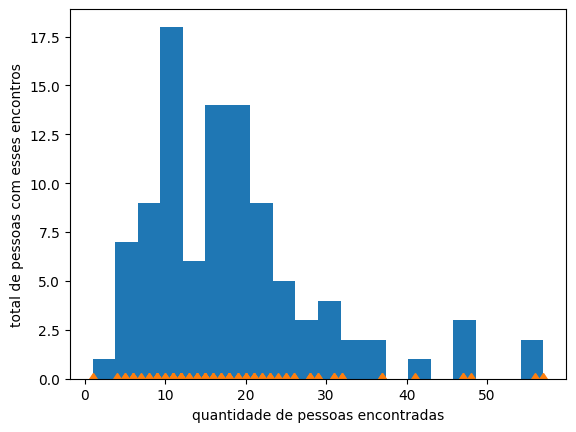 total de pessoas com esses encontros
17.5
15.0
12.5
10.0
7.5
5.0
2.5
0.0
0 10 20 30 40 50
quantidade de pessoas encontradas